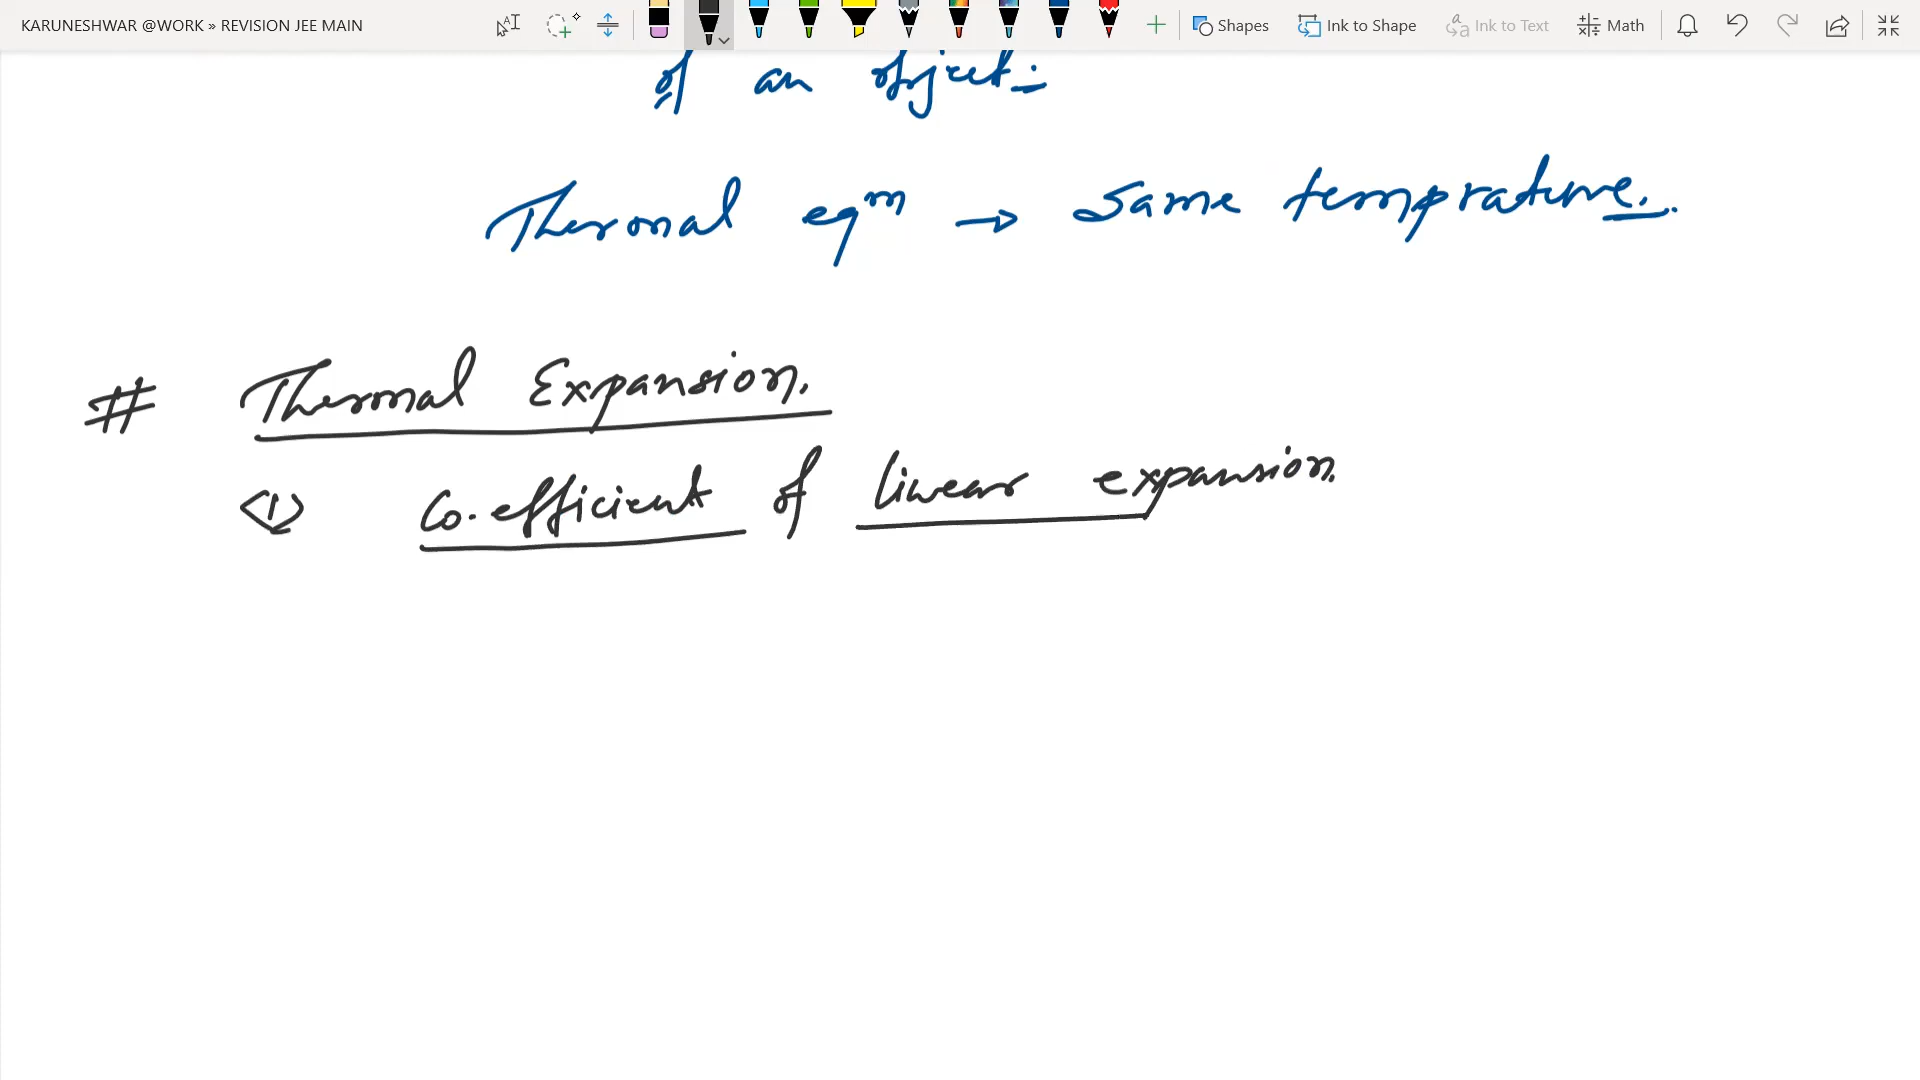 KARUNESHWAR @WORK » REVISION JEE MAIN Shapes Ink to Shape Ink to Text Math
of an object:
Thermal eqm → Same temprature.
# Thermal Expansion.
<1> Co-efficient of linear expansion.